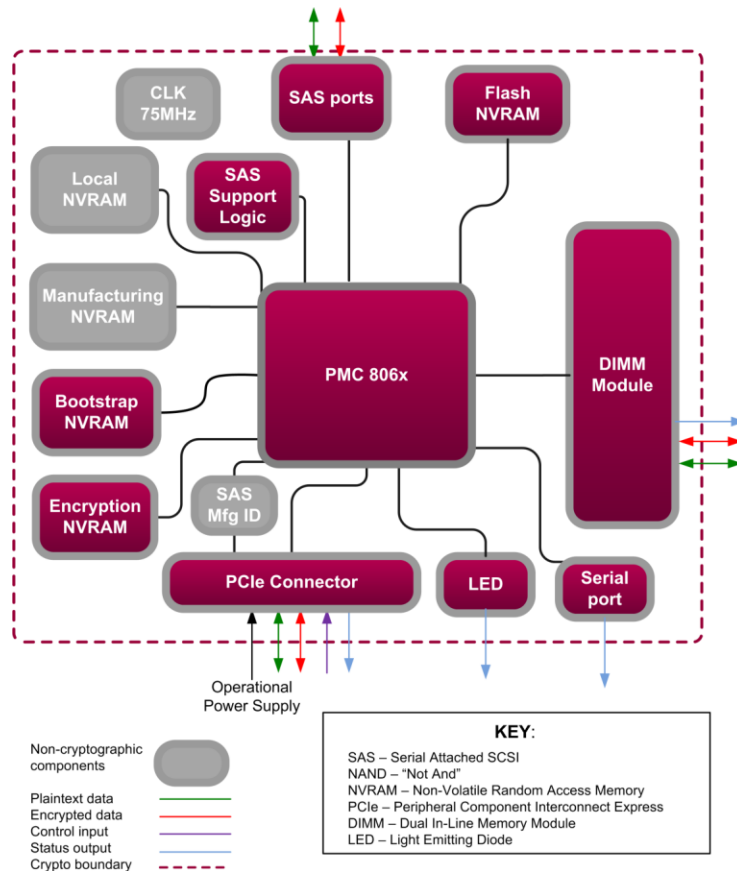 CLK
75MHz
SAS ports
Flash
NVRAM
Local
NVRAM
SAS
Support
Logic
Manufacturing
NVRAM
PMC 806x
DIMM
Module
Bootstrap
NVRAM
Encryption
NVRAM
SAS
Mfg ID
PCIe Connector
LED
Serial
port
Operational
Power Supply
KEY:
SAS – Serial Attached SCSI
NAND – “Not And”
NVRAM – Non-Volatile Random Access Memory
PCIe – Peripheral Component Interconnect Express
DIMM – Dual In-Line Memory Module
LED – Light Emitting Diode
Non-cryptographic
components
Plaintext data
Encrypted data
Control input
Status output
Crypto boundary